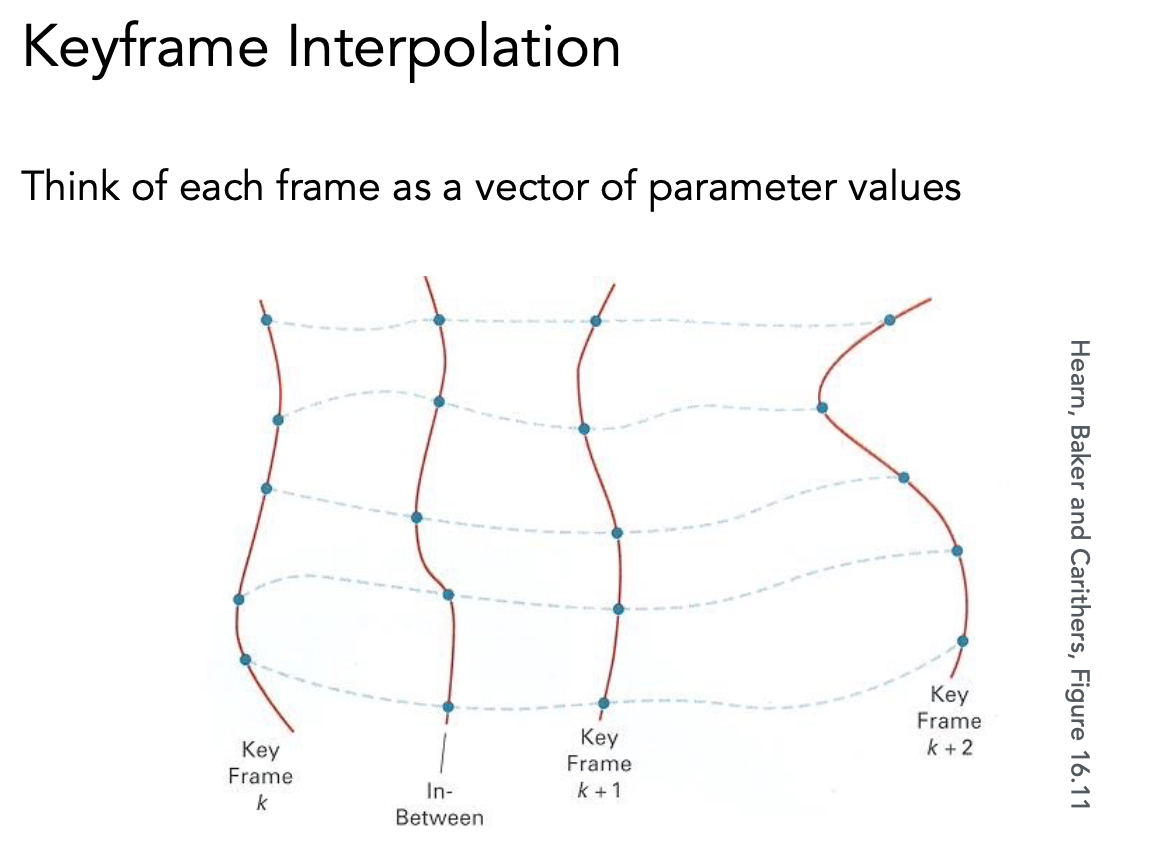 Keyframe Interpolation
Think of each frame as a vector of parameter values
Key
Frame
k
In-
Between
Key
Frame
k + 1
Key
Frame
k + 2
Hearn, Baker and Carithers, Figure 16.11